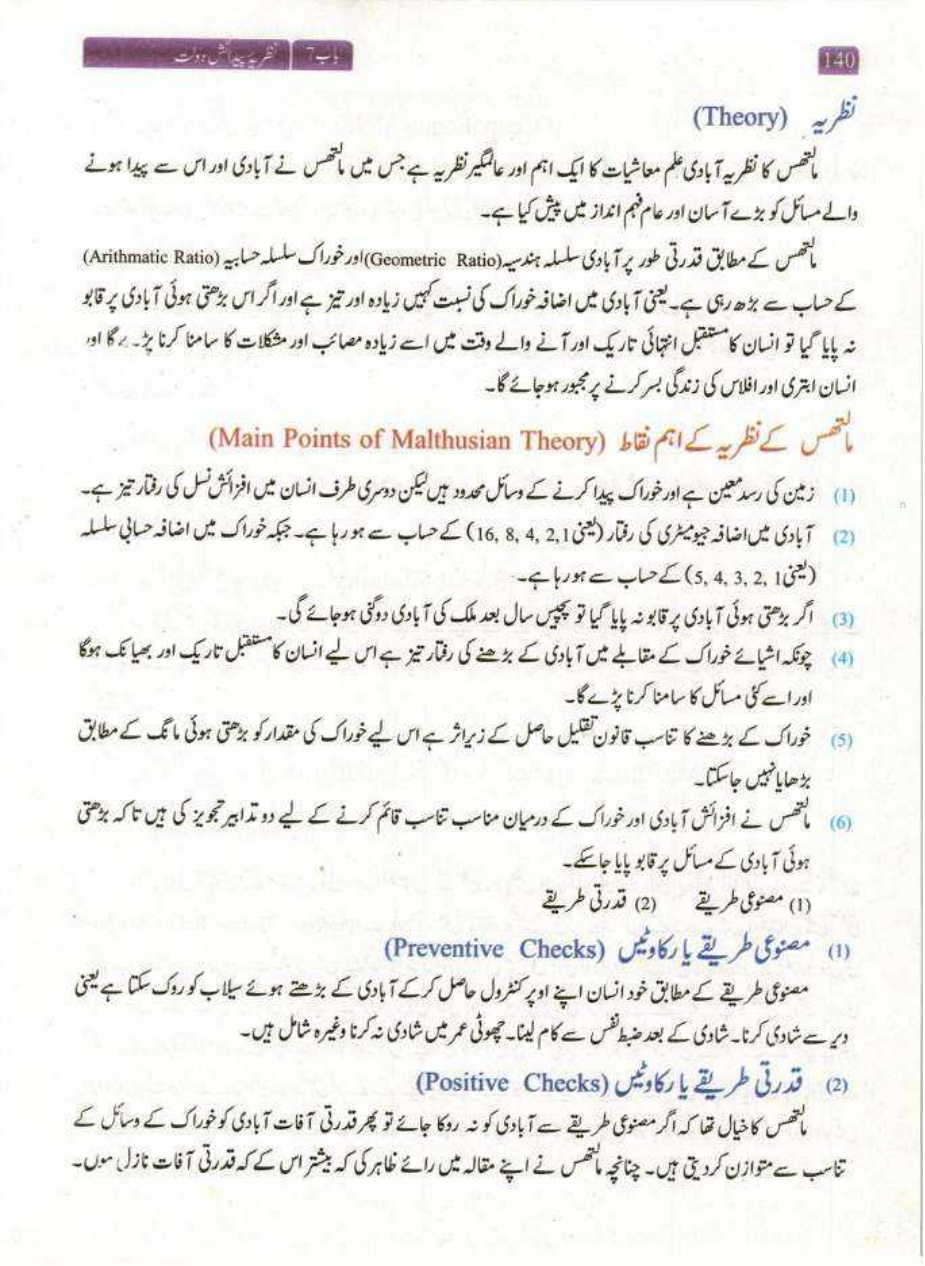 140
باب 7 نظریہ پیدائش دولت
نظریہ (Theory)
مالتھس کا نظریہ آبادی علم معاشیات کا ایک اہم اور عالمگیر نظریہ ہے جس میں مالتھس نے آبادی اور اس سے پیدا ہونے
والے مسائل کو بڑے آسان اور عام فہم انداز میں پیش کیا ہے۔
مالتھس کے مطابق قدرتی طور پر آبادی سلسلہ ہندسیہ (Geometric Ratio) اور خوراک سلسلہ حسابیہ (Arithmatic Ratio)
کے حساب سے بڑھ رہی ہے۔ یعنی آبادی میں اضافہ خوراک کی نسبت کہیں زیادہ اور تیز ہے اور اگر اس بڑھتی ہوئی آبادی پر قابو
نہ پایا گیا تو انسان کا مستقبل انتہائی تاریک اور آنے والے وقت میں اسے زیادہ مصائب اور مشکلات کا سامنا کرنا پڑے گا اور
انسان ابتری اور افلاس کی زندگی بسر کرنے پر مجبور ہوجائے گا۔
مالتھس کے نظریہ کے اہم نقاط (Main Points of Malthusian Theory)
(1) زمین کی رسد معین ہے اور خوراک پیدا کرنے کے وسائل محدود ہیں لیکن دوسری طرف انسان میں افزائش نسل کی رفتار تیز ہے۔
(2) آبادی میں اضافہ جیومیٹری کی رفتار (یعنی 1,2, 4, 8, 16) کے حساب سے ہو رہا ہے۔ جبکہ خوراک میں اضافہ حسابی سلسلہ
(یعنی 1, 2, 3, 4, 5) کے حساب سے ہو رہا ہے۔
(3) اگر بڑھتی ہوئی آبادی پر قابو نہ پایا گیا تو پچیس سال بعد ملک کی آبادی دوگنی ہوجائے گی۔
(4) چونکہ اشیائے خوراک کے مقابلے میں آبادی کے بڑھنے کی رفتار تیز ہے اس لیے انسان کا مستقبل تاریک اور بھیانک ہوگا
اور اسے کئی مسائل کا سامنا کرنا پڑے گا۔
(5) خوراک کے بڑھنے کا تناسب قانون تقلیل حاصل کے زیراثر ہے اس لیے خوراک کی مقدار کو بڑھتی ہوئی مانگ کے مطابق
بڑھایا نہیں جاسکتا۔
(6) مالتھس نے افزائش آبادی اور خوراک کے درمیان مناسب تناسب قائم کرنے کے لیے دو تدابیر تجویز کی ہیں تاکہ بڑھتی
ہوئی آبادی کے مسائل پر قابو پایا جاسکے۔
(1) مصنوعی طریقے (2) قدرتی طریقے
(1) مصنوعی طریقے یا رکاوٹیں (Preventive Checks)
مصنوعی طریقے کے مطابق خود انسان اپنے اوپر کنٹرول حاصل کرکے آبادی کے بڑھتے ہوئے سیلاب کو روک سکتا ہے یعنی
دیر سے شادی کرنا۔ شادی کے بعد ضبط نفس سے کام لینا۔ چھوٹی عمر میں شادی نہ کرنا وغیرہ شامل ہیں۔
(2) قدرتی طریقے یا رکاوٹیں (Positive Checks)
مالتھس کا خیال تھا کہ اگر مصنوعی طریقے سے آبادی کو نہ روکا جائے تو پھر قدرتی آفات آبادی کو خوراک کے وسائل کے
تناسب سے متوازن کردیتی ہیں۔ چنانچہ مالتھس نے اپنے مقالہ میں رائے ظاہر کی کہ بیشتر اس کے کہ قدرتی آفات نازل ہوں۔